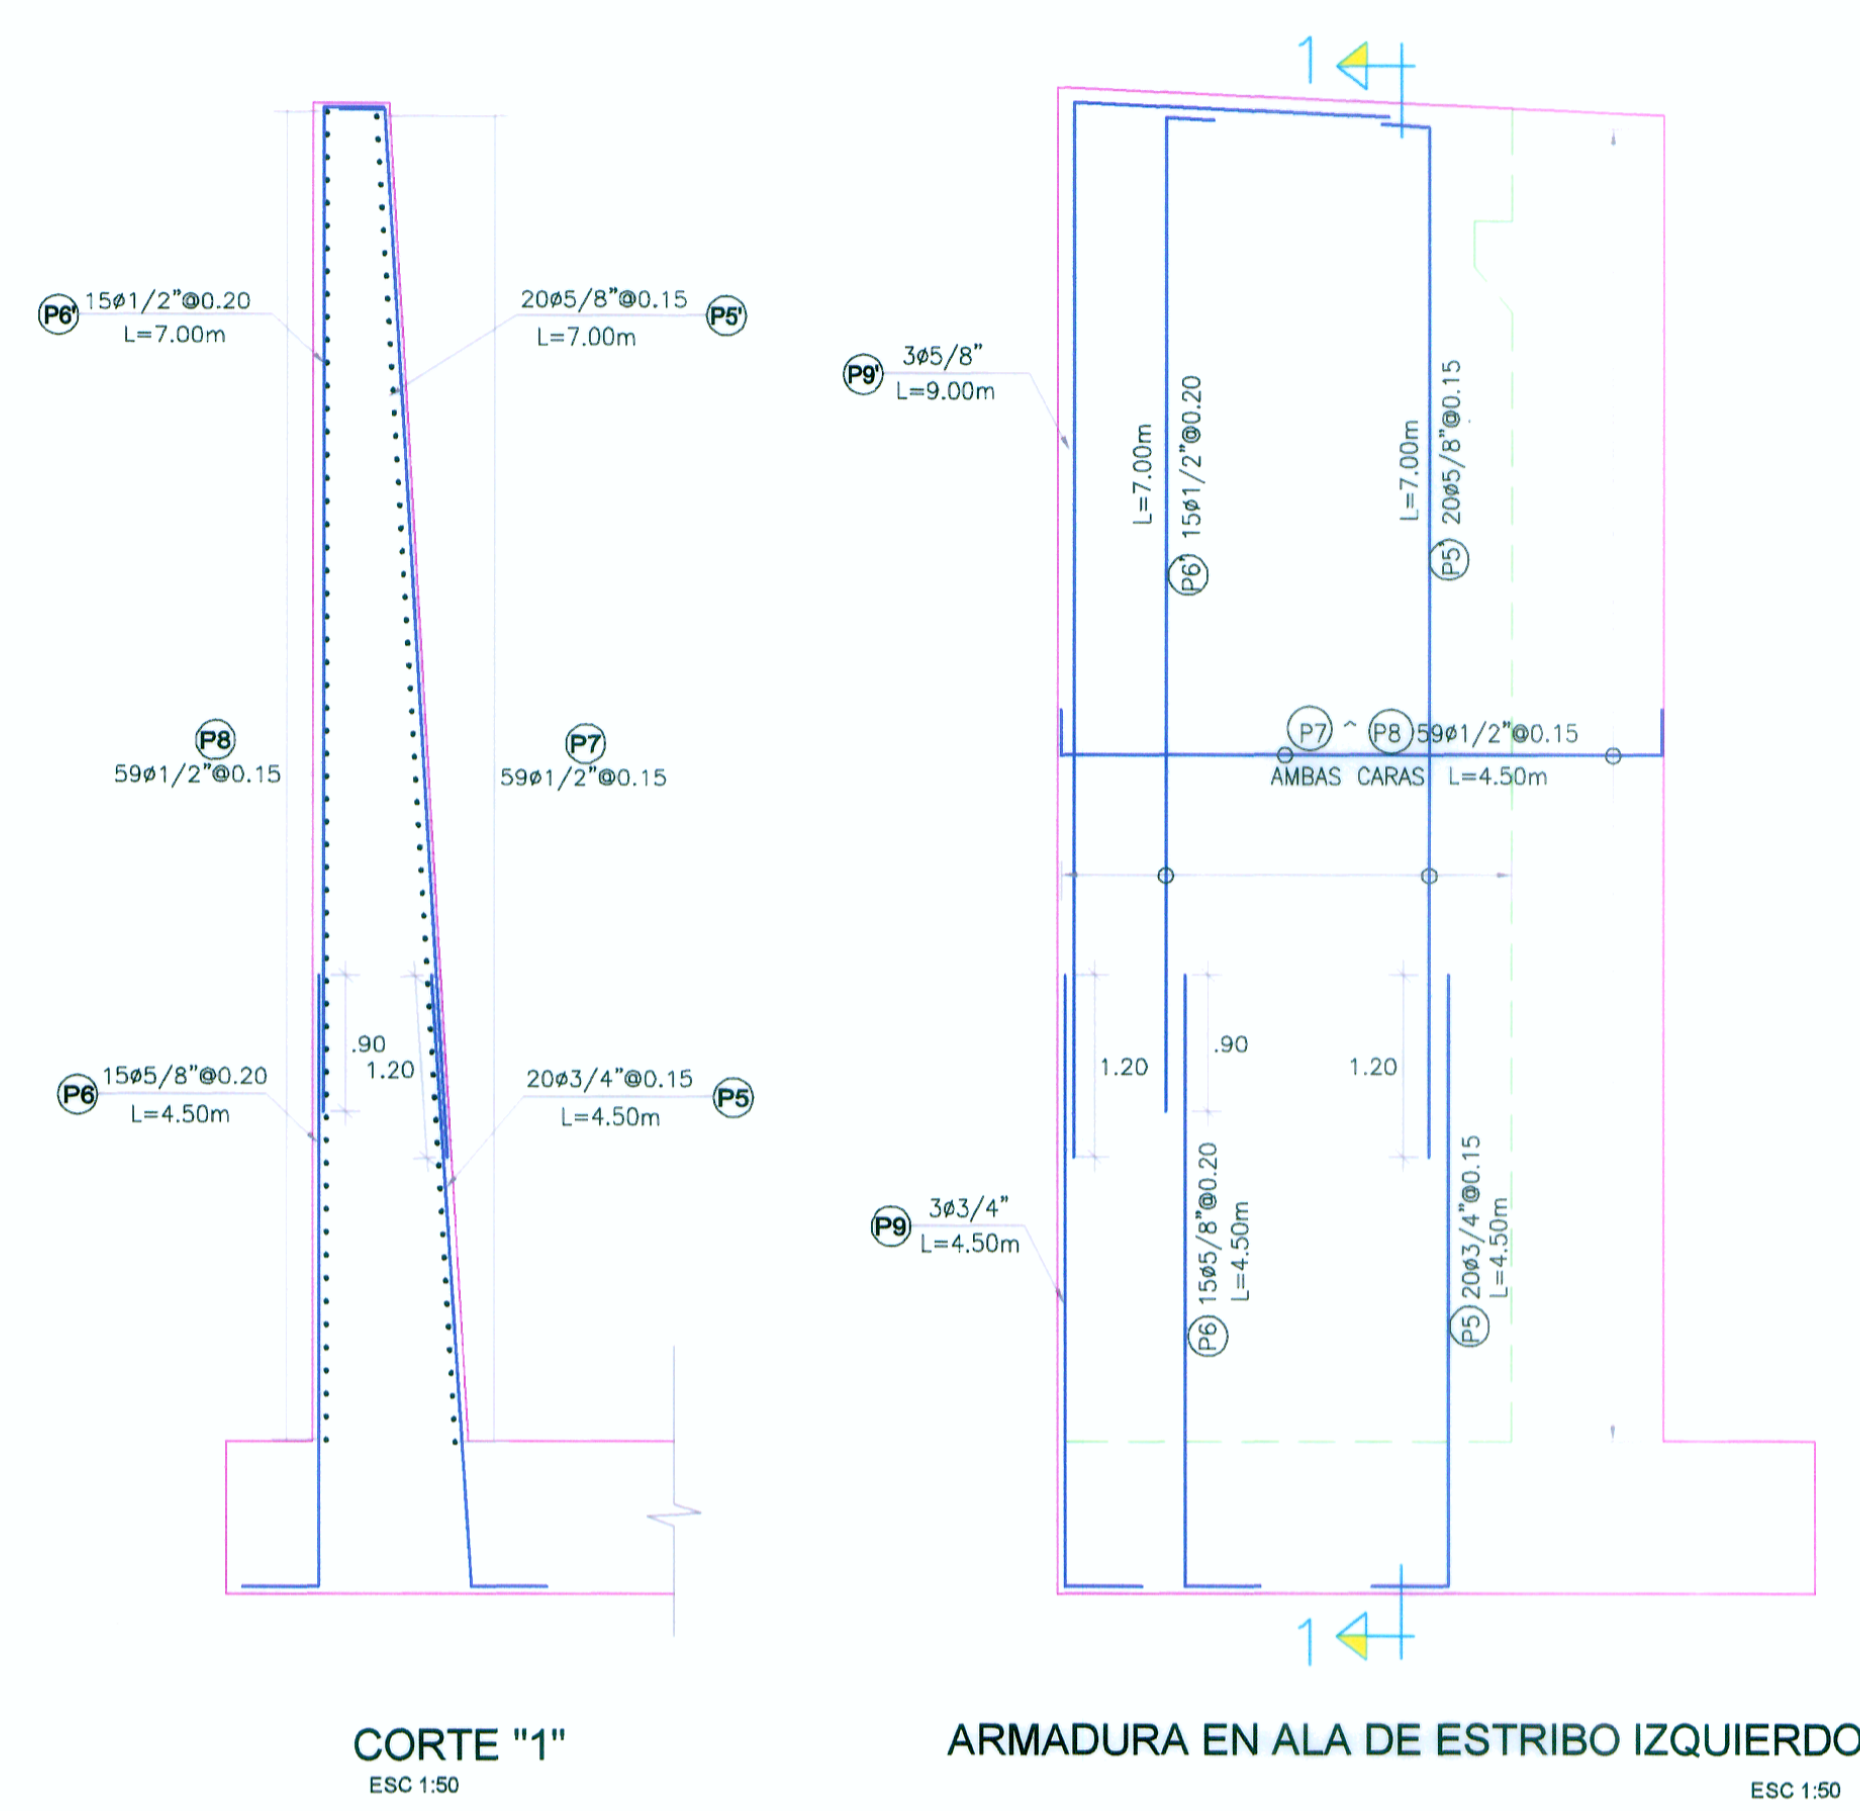 P6' 15ø1/2"@0.20
L=7.00m
20ø5/8"@0.15 P5'
L=7.00m
P8
59ø1/2"@0.15
P7
59ø1/2"@0.15
.90
1.20
P6 15ø5/8"@0.20
L=4.50m
20ø3/4"@0.15 P5
L=4.50m
CORTE "1"
ESC 1:50
1
P9' 3ø5/8"
L=9.00m
L=7.00m
P6' 15ø1/2"@0.20
L=7.00m
P5' 20ø5/8"@0.15
P7 ^ P8 59ø1/2"@0.15
AMBAS CARAS L=4.50m
1.20
.90
1.20
P9 3ø3/4"
L=4.50m
P6 15ø5/8"@0.20
L=4.50m
P5 20ø3/4"@0.15
L=4.50m
1
ARMADURA EN ALA DE ESTRIBO IZQUIERDO
ESC 1:50